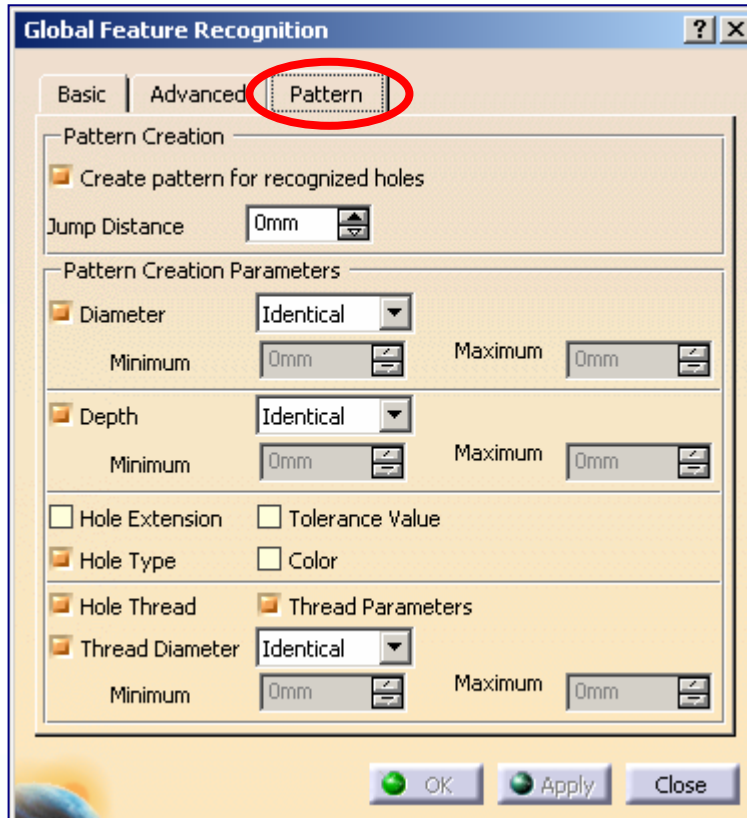 Global Feature Recognition ? X
Basic Advanced Pattern
Pattern Creation
Create pattern for recognized holes
Jump Distance 0mm
Pattern Creation Parameters
Diameter Identical
Minimum 0mm Maximum 0mm
Depth Identical
Minimum 0mm Maximum 0mm
Hole Extension Tolerance Value
Hole Type Color
Hole Thread Thread Parameters
Thread Diameter Identical
Minimum 0mm Maximum 0mm
OK Apply Close